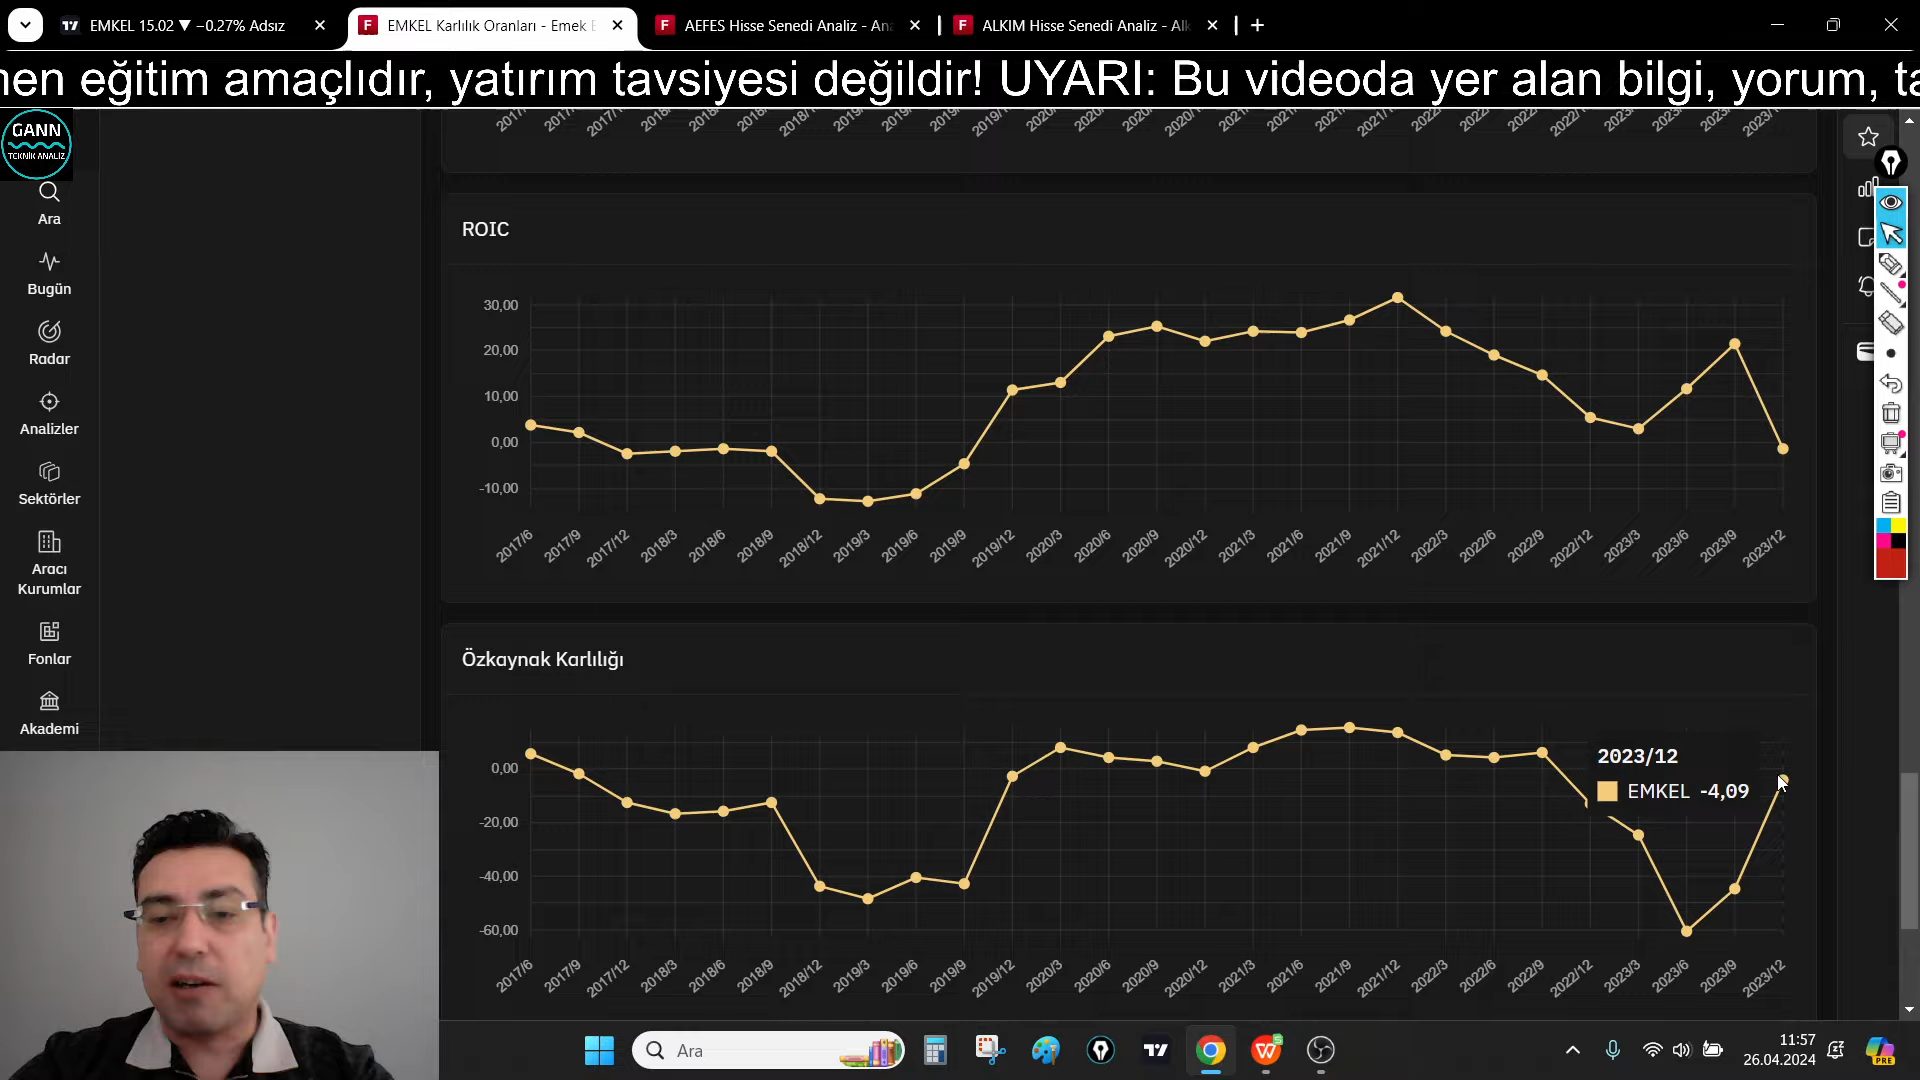 EMKEL 15.02 ▼ −0.27% Adsız
EMKEL Karlılık Oranları - Emek E
AEFES Hisse Senedi Analiz - An
ALKIM Hisse Senedi Analiz - Alk
men eğitim amaçlıdır, yatırım tavsiyesi değildir! UYARI: Bu videoda yer alan bilgi, yorum, ta
GANN
TEKNİK ANALİZ
Ara
Bugün
Radar
Analizler
Sektörler
Aracı
Kurumlar
Fonlar
Akademi
ROIC
30,00
20,00
10,00
0,00
-10,00
2017/6 2017/9 2017/12 2018/3 2018/6 2018/9 2018/12 2019/3 2019/6 2019/9 2019/12 2020/3 2020/6 2020/9 2020/12 2021/3 2021/6 2021/9 2021/12 2022/3 2022/6 2022/9 2022/12 2023/3 2023/6 2023/9 2023/12
Özkaynak Karlılığı
0,00
-20,00
-40,00
-60,00
2023/12
EMKEL -4,09
2017/6 2017/9 2017/12 2018/3 2018/6 2018/9 2018/12 2019/3 2019/6 2019/9 2019/12 2020/3 2020/6 2020/9 2020/12 2021/3 2021/6 2021/9 2021/12 2022/3 2022/6 2022/9 2022/12 2023/3 2023/6 2023/9 2023/12
Ara
11:57
26.04.2024
PRE